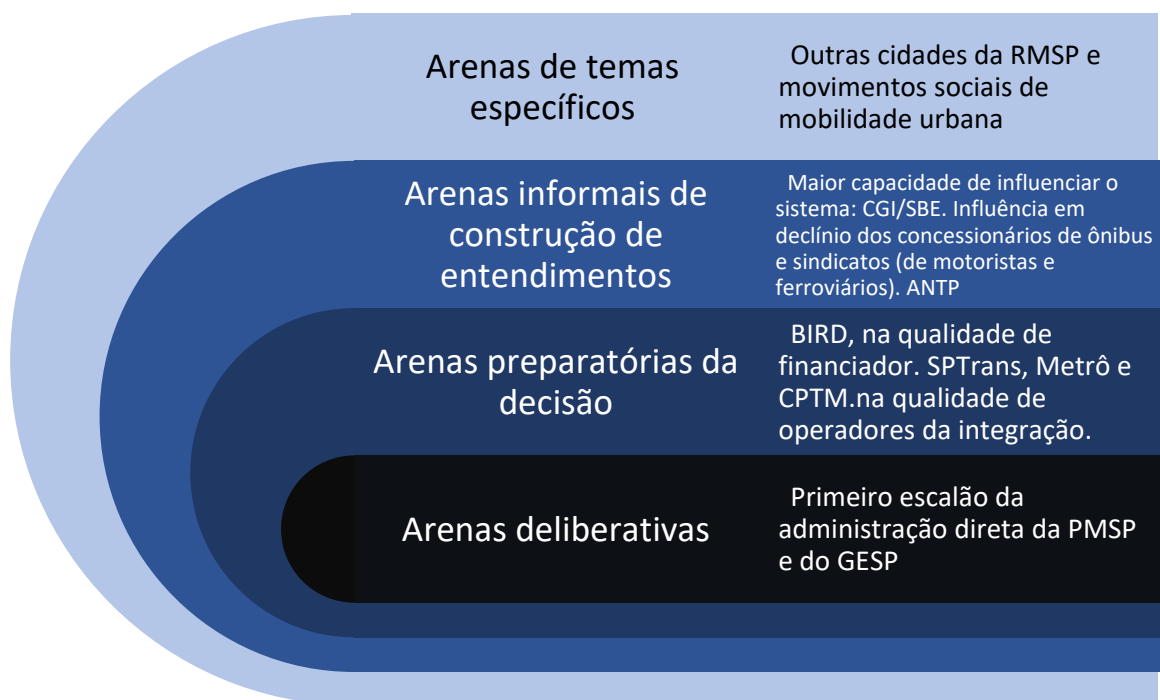 Arenas de temas
específicos
Outras cidades da RMSP e
movimentos sociais de
mobilidade urbana
Arenas informais de
construção de
entendimentos
Maior capacidade de influenciar o
sistema: CGI/SBE. Influência em
declínio dos concessionários de ônibus
e sindicatos (de motoristas e
ferroviários). ANTP
Arenas preparatórias da
decisão
BIRD, na qualidade de
financiador. SPTrans, Metrô e
CPTM.na qualidade de
operadores da integração.
Arenas deliberativas
Primeiro escalão da
administração direta da PMSP
e do GESP